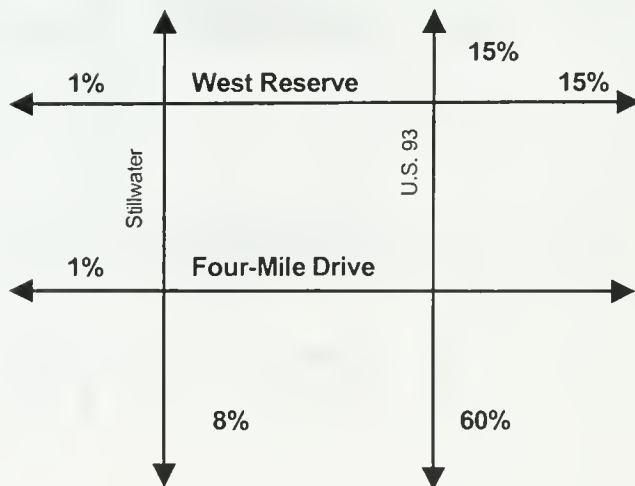 15%
1% West Reserve 15%
Stillwater
U.S. 93
1% Four-Mile Drive
8% 60%